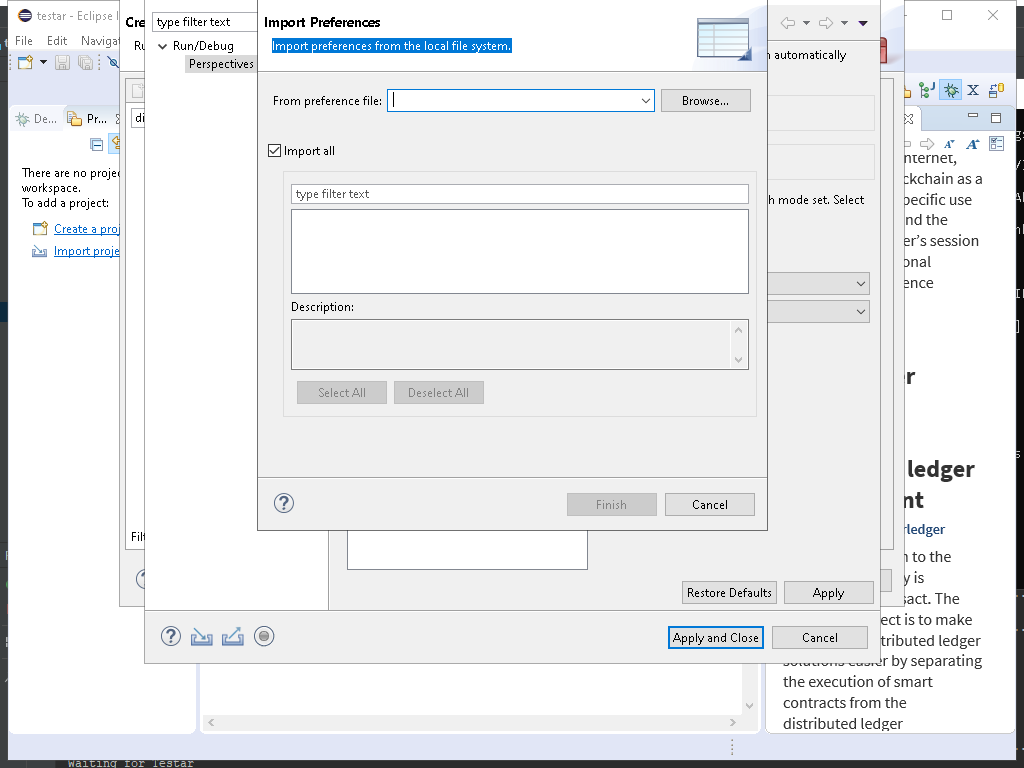 testar - Eclipse I
File
Edit
Naviga
De...
Pr...
There are no proje
workspace.
To add a project:
Create a proj
Import proje
Cre
Ru
di
Filt
type filter text
Run/Debug
Perspectives
Import Preferences
Import preferences from the local file system.
From preference file:
Browse...
Import all
type filter text
Description:
Select All
Deselect All
Finish
Cancel
automatically
h mode set. Select
Restore Defaults
Apply
Apply and Close
Cancel
X
nternet,
ckchain as a
pecific use
nd the
er's session
onal
ence
er
ledger
nt
rledger
n to the
y is
sact. The
ect is to make
tributed ledger
solutions easier by separating
the execution of smart
contracts from the
distributed ledger
Waiting for Testar